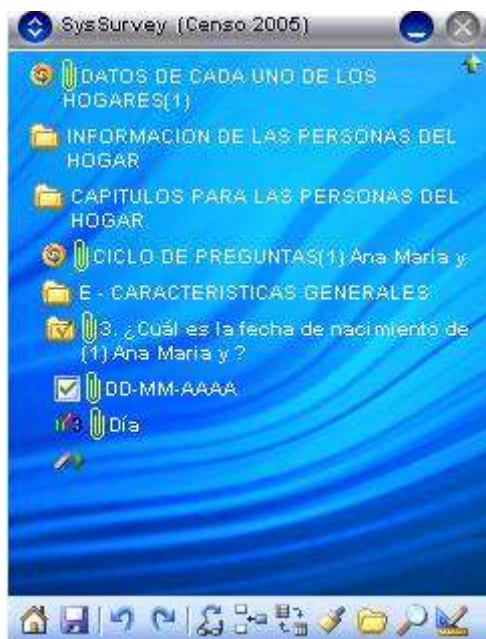 SysSurvey (Censo 2005)
DATOS DE CADA UNO DE LOS
HOGARES(1)
INFORMACION DE LAS PERSONAS DEL
HOGAR
CAPITULOS PARA LAS PERSONAS DEL
HOGAR
CICLO DE PREGUNTAS(1) Ana Maria y
E - CARACTERISTICAS GENERALES
3. ¿Cuál es la fecha de nacimiento de
(1) Ana Maria y ?
DD-MM-AAAA
Día